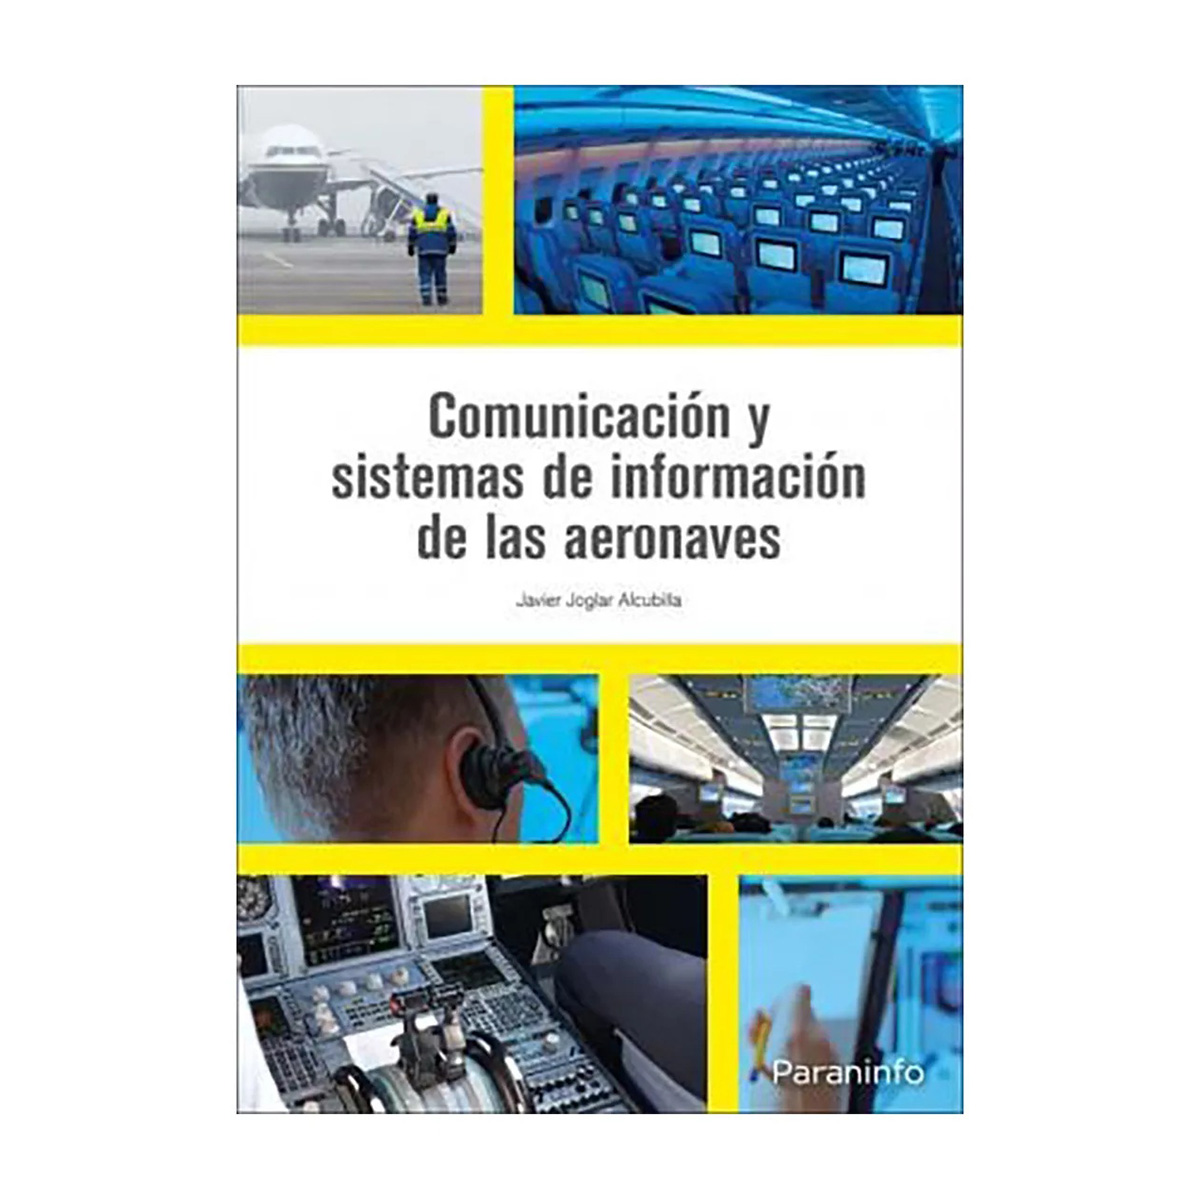 Comunicación y
sistemas de información
de las aeronaves
Javier Joglar Alcubilla
Paraninfo